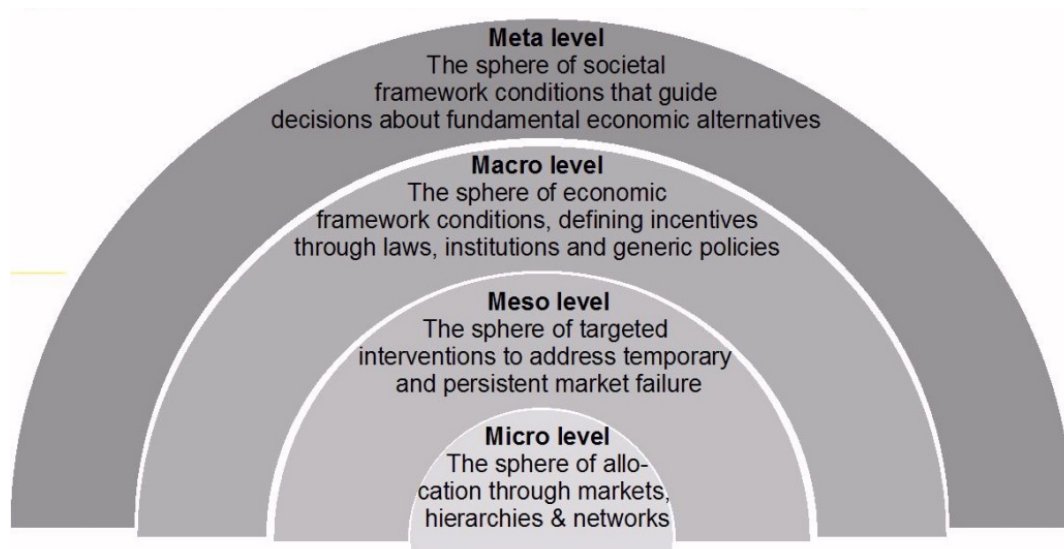 Meta level
The sphere of societal
framework conditions that guide
decisions about fundamental economic alternatives
Macro level
The sphere of economic
framework conditions, defining incentives
through laws, institutions and generic policies
Meso level
The sphere of targeted
interventions to address temporary
and persistent market failure
Micro level
The sphere of allo-
cation through markets,
hierarchies & networks